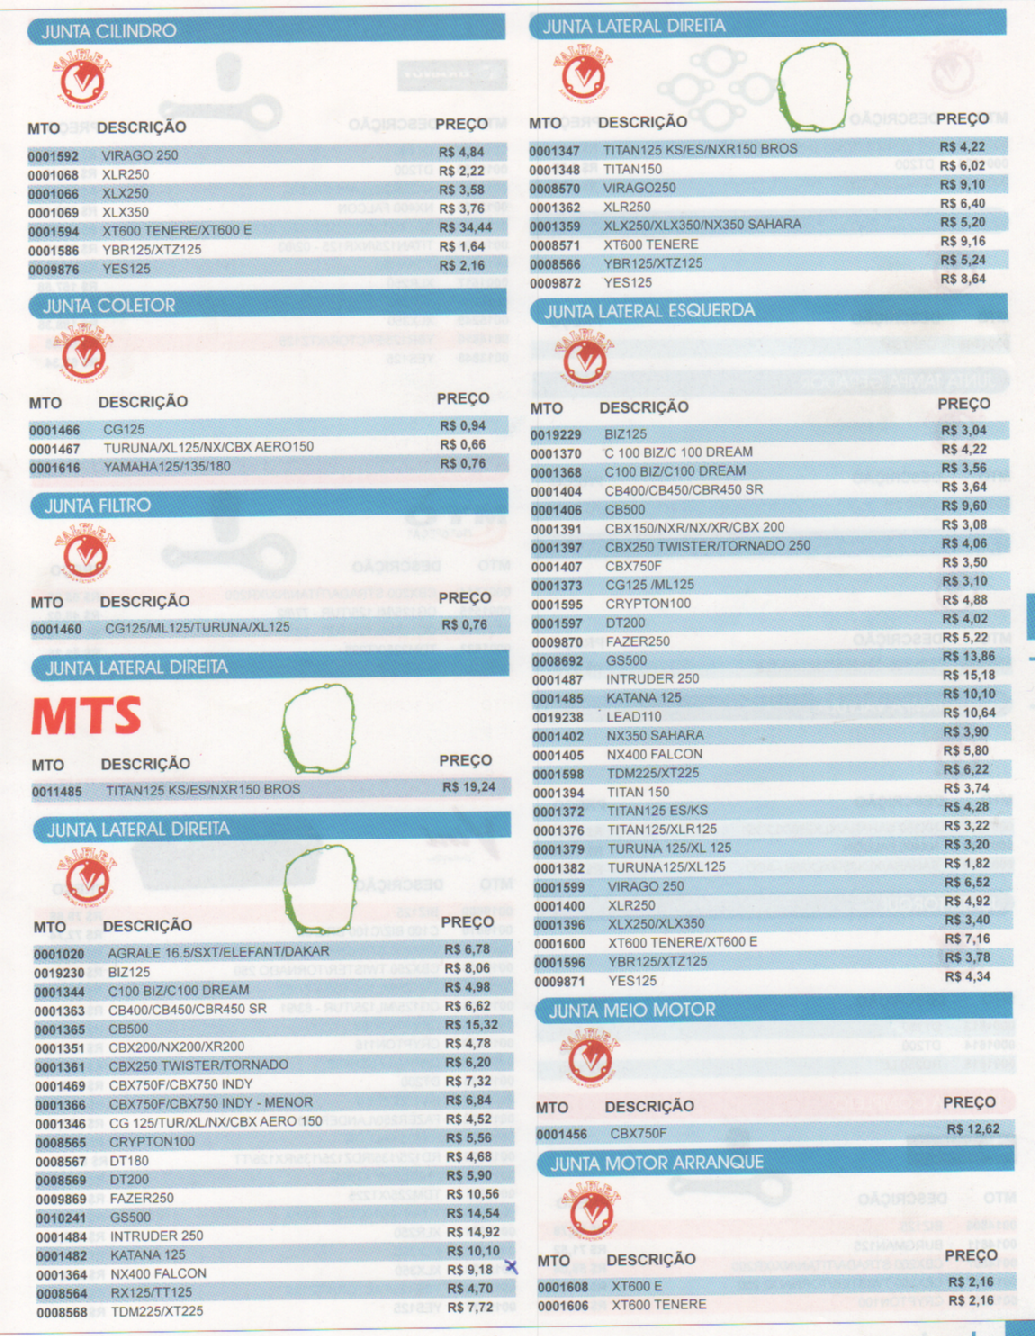 JUNTA CILINDRO
VALFLEX
MTO DESCRIÇÃO PREÇO
0001592 VIRAGO 250 R$ 4,84
0001068 XLR250 R$ 2,22
0001066 XLX250 R$ 3,58
0001069 XLX350 R$ 3,76
0001594 XT600 TENERE/XT600 E R$ 34,44
0001586 YBR125/XTZ125 R$ 1,64
0009876 YES125 R$ 2,16
JUNTA COLETOR
VALFLEX
MTO DESCRIÇÃO PREÇO
0001466 CG125 R$ 0,94
0001467 TURUNA/XL125/NX/CBX AERO150 R$ 0,66
0001616 YAMAHA125/135/180 R$ 0,76
JUNTA FILTRO
VALFLEX
MTO DESCRIÇÃO PREÇO
0001460 CG125/ML125/TURUNA/XL125 R$ 0,76
JUNTA LATERAL DIREITA
MTS
MTO DESCRIÇÃO PREÇO
0011485 TITAN125 KS/ES/NXR150 BROS R$ 19,24
JUNTA LATERAL DIREITA
VALFLEX
MTO DESCRIÇÃO PREÇO
0001020 AGRALE 16.5/SXT/ELEFANT/DAKAR R$ 6,78
0019230 BIZ125 R$ 8,06
0001344 C100 BIZ/C100 DREAM R$ 4,98
0001363 CB400/CB450/CBR450 SR R$ 6,62
0001365 CB500 R$ 15,32
0001351 CBX200/NX200/XR200 R$ 4,78
0001361 CBX250 TWISTER/TORNADO R$ 6,20
0001469 CBX750F/CBX750 INDY R$ 7,32
0001366 CBX750F/CBX750 INDY - MENOR R$ 6,84
0001346 CG 125/TUR/XL/NX/CBX AERO 150 R$ 4,52
0008565 CRYPTON100 R$ 5,56
0008567 DT180 R$ 4,68
0008569 DT200 R$ 5,90
0009869 FAZER250 R$ 10,56
0010241 GS500 R$ 14,54
0001484 INTRUDER 250 R$ 14,92
0001482 KATANA 125 R$ 10,10
0001364 NX400 FALCON R$ 9,18
0008564 RX125/TT125 R$ 4,70
0008568 TDM225/XT225 R$ 7,72
JUNTA LATERAL DIREITA
VALFLEX
MTO DESCRIÇÃO PREÇO
0001347 TITAN125 KS/ES/NXR150 BROS R$ 4,22
0001348 TITAN150 R$ 6,02
0008570 VIRAGO250 R$ 9,10
0001362 XLR250 R$ 6,40
0001359 XLX250/XLX350/NX350 SAHARA R$ 5,20
0008571 XT600 TENERE R$ 9,16
0008566 YBR125/XTZ125 R$ 5,24
0009872 YES125 R$ 8,64
JUNTA LATERAL ESQUERDA
VALFLEX
MTO DESCRIÇÃO PREÇO
0019229 BIZ125 R$ 3,04
0001370 C 100 BIZ/C 100 DREAM R$ 4,22
0001368 C100 BIZ/C100 DREAM R$ 3,56
0001404 CB400/CB450/CBR450 SR R$ 3,64
0001406 CB500 R$ 9,60
0001391 CBX150/NXR/NX/XR/CBX 200 R$ 3,08
0001397 CBX250 TWISTER/TORNADO 250 R$ 4,06
0001407 CBX750F R$ 3,50
0001373 CG125 /ML125 R$ 3,10
0001595 CRYPTON100 R$ 4,88
0001597 DT200 R$ 4,02
0009870 FAZER250 R$ 5,22
0008692 GS500 R$ 13,86
0001487 INTRUDER 250 R$ 15,18
0001485 KATANA 125 R$ 10,10
0019238 LEAD110 R$ 10,64
0001402 NX350 SAHARA R$ 3,90
0001405 NX400 FALCON R$ 5,80
0001598 TDM225/XT225 R$ 6,22
0001394 TITAN 150 R$ 3,74
0001372 TITAN125 ES/KS R$ 4,28
0001376 TITAN125/XLR125 R$ 3,22
0001379 TURUNA 125/XL 125 R$ 3,20
0001382 TURUNA125/XL125 R$ 1,82
0001599 VIRAGO 250 R$ 6,52
0001400 XLR250 R$ 4,92
0001396 XLX250/XLX350 R$ 3,40
0001600 XT600 TENERE/XT600 E R$ 7,16
0001596 YBR125/XTZ125 R$ 3,78
0009871 YES125 R$ 4,34
JUNTA MEIO MOTOR
VALFLEX
MTO DESCRIÇÃO PREÇO
0001456 CBX750F R$ 12,62
JUNTA MOTOR ARRANQUE
VALFLEX
MTO DESCRIÇÃO PREÇO
0001608 XT600 E R$ 2,16
0001606 XT600 TENERE R$ 2,16